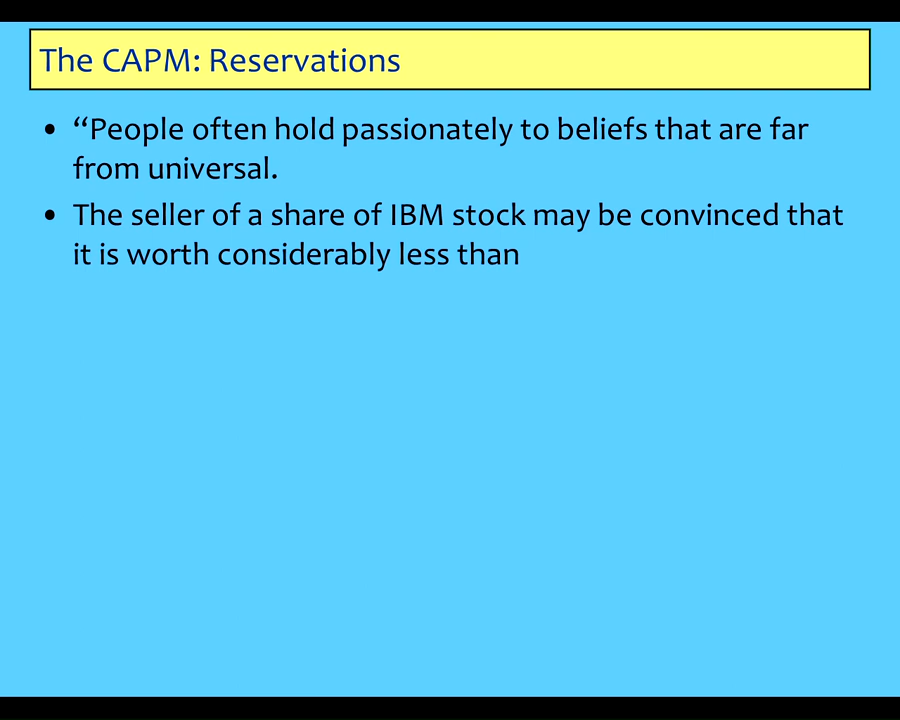 The CAPM: Reservations
• “People often hold passionately to beliefs that are far
from universal.
• The seller of a share of IBM stock may be convinced that
it is worth considerably less than